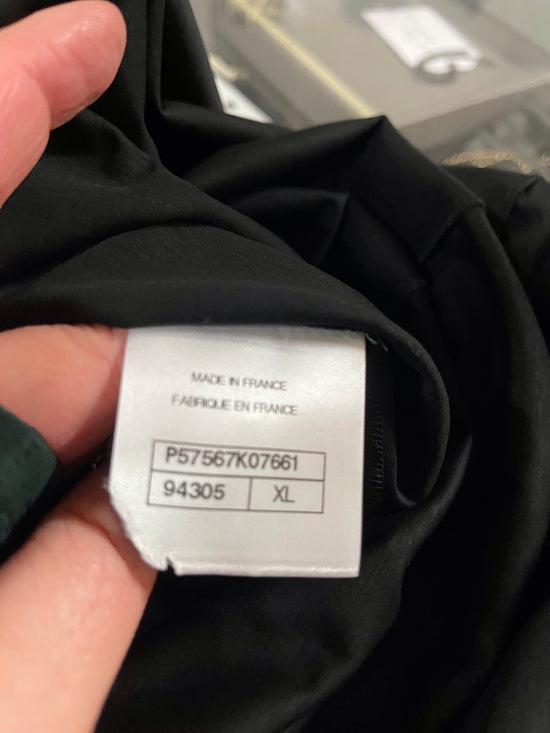 MADE IN FRANCE
FABRIQUE EN FRANCE
P57567K07661
94305 XL